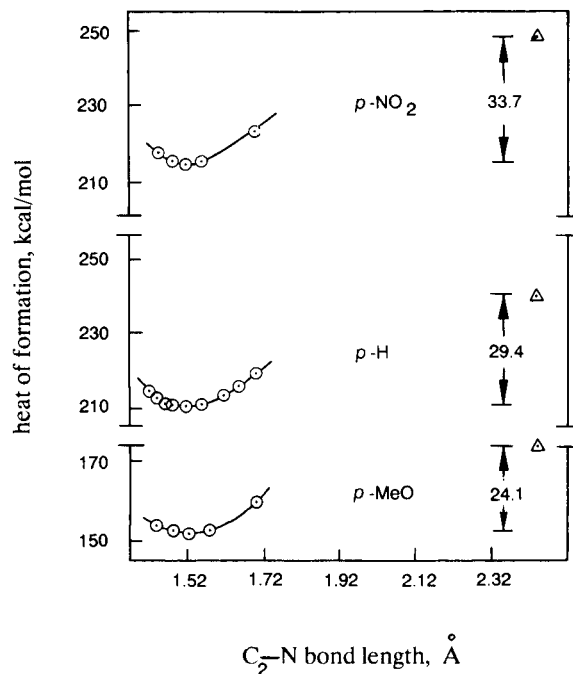 heat of formation, kcal/mol
250
230
210
p-NO2
33.7
250
230
210
p-H
29.4
170
150
p-MeO
24.1
1.52 1.72 1.92 2.12 2.32
C2–N bond length, Å